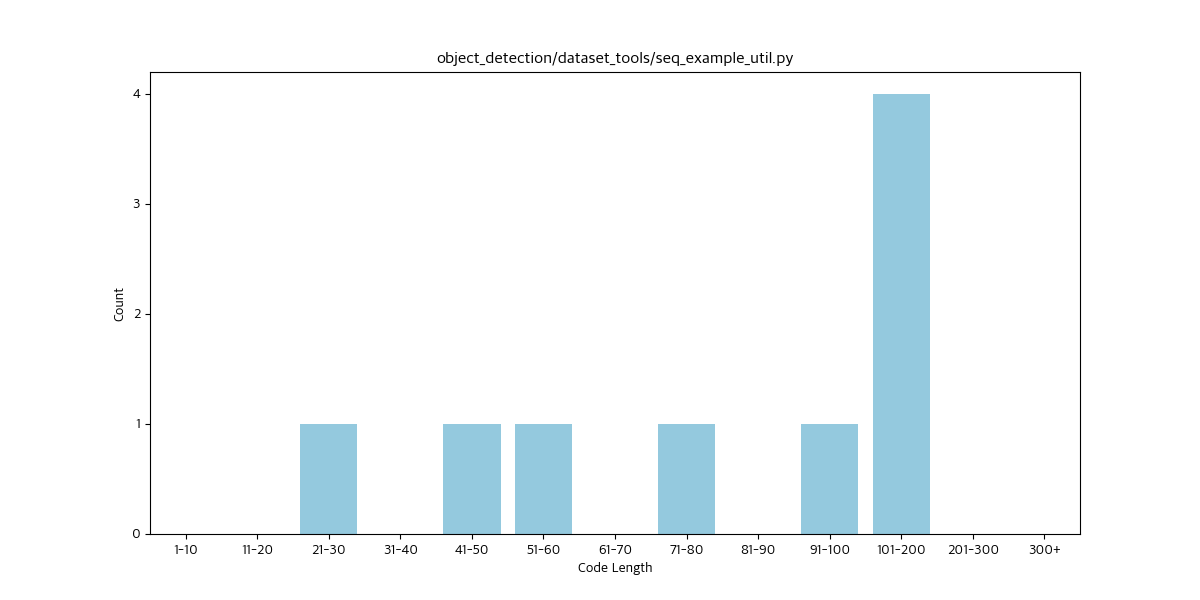 object_detection/dataset_tools/seq_example_util.py
4
3
2
1
0
Count
1-10 11-20 21-30 31-40 41-50 51-60 61-70 71-80 81-90 91-100 101-200 201-300 300+
Code Length